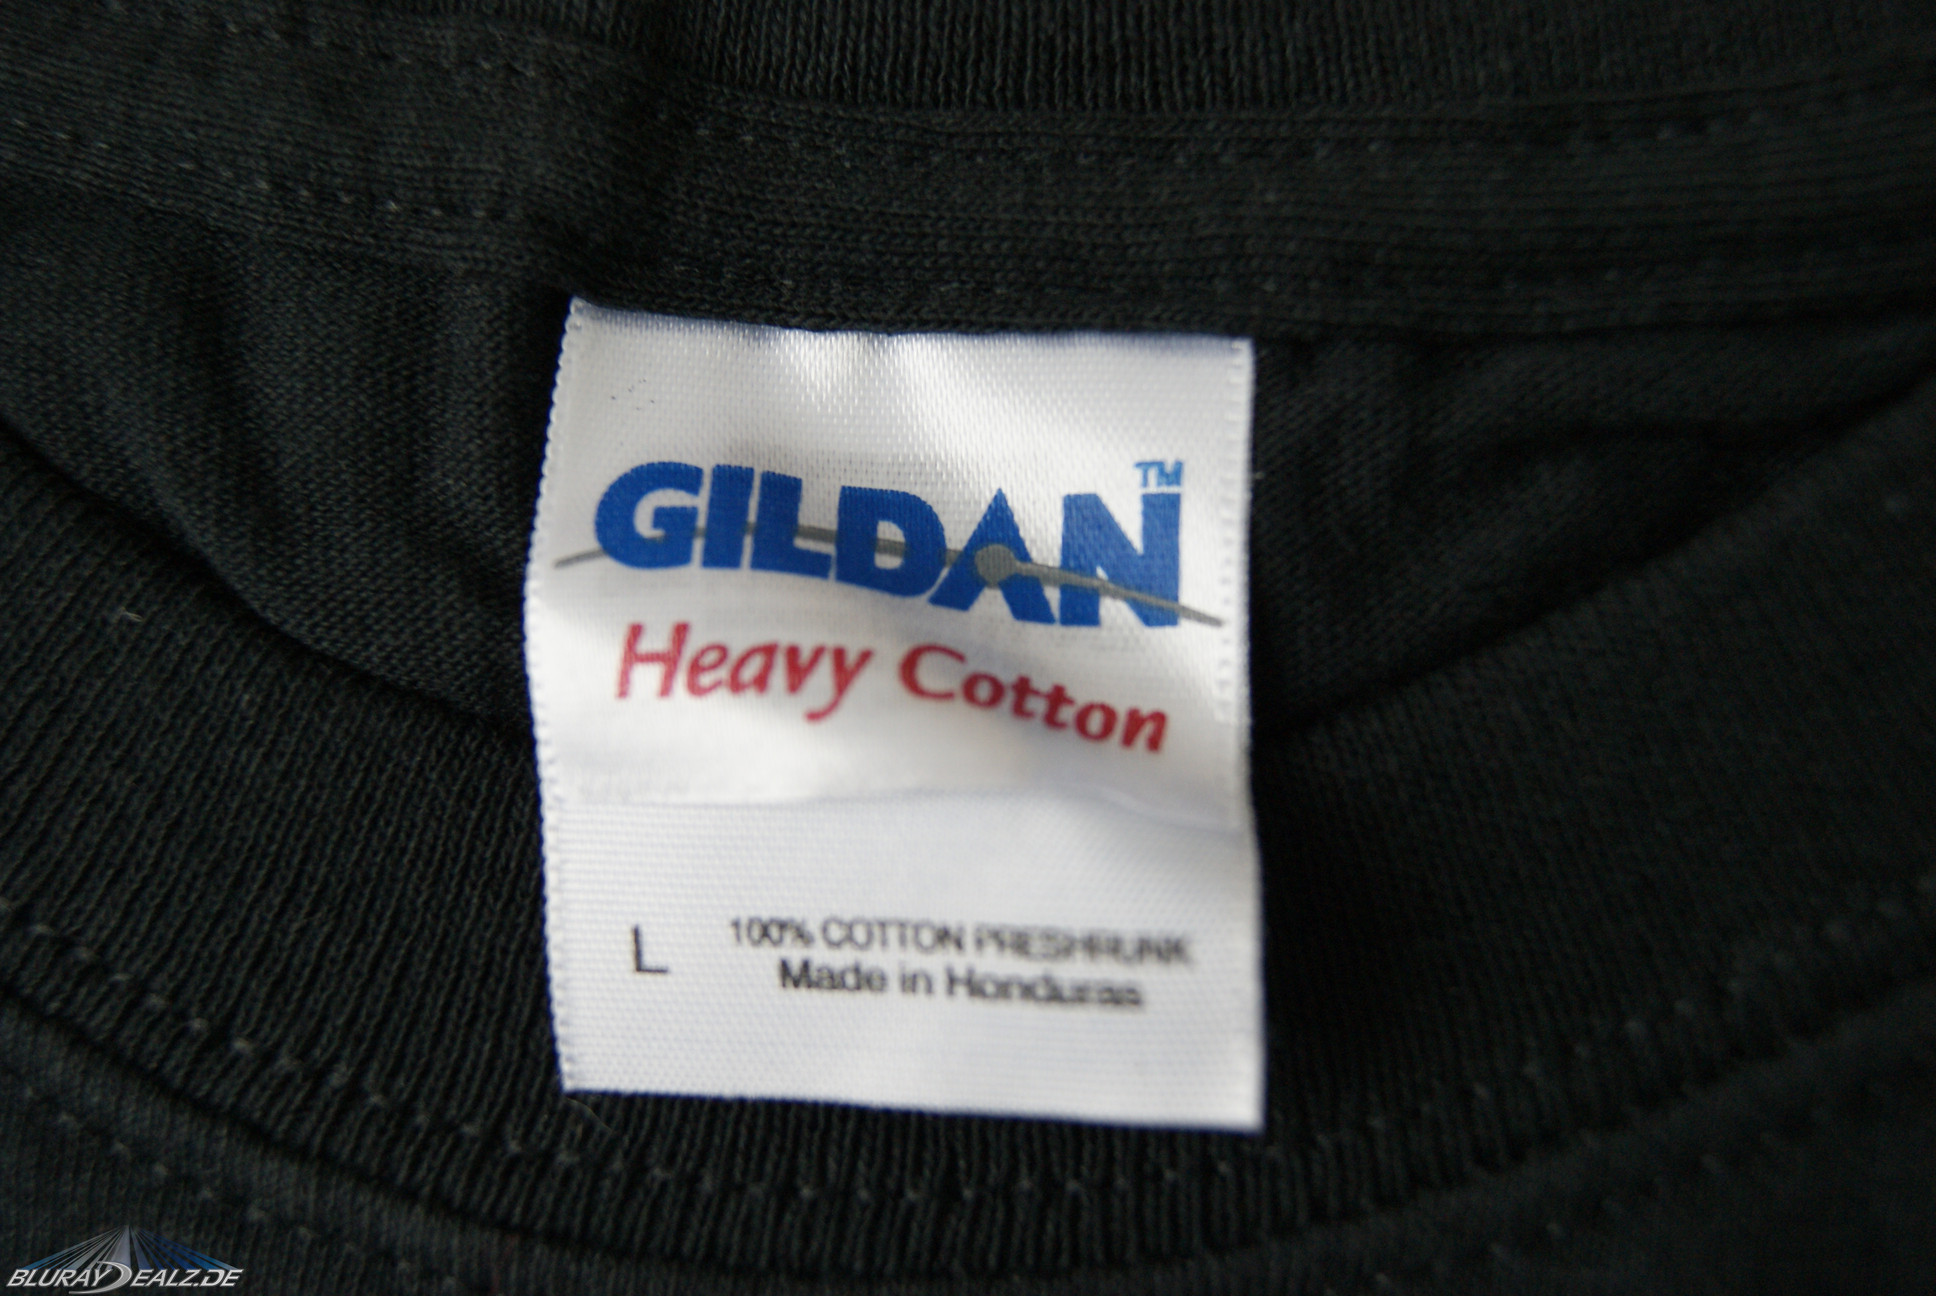 GILDAN™
Heavy Cotton
L
100% COTTON PRESHRUNK
Made in Honduras
BLURAYDEALZ.DE